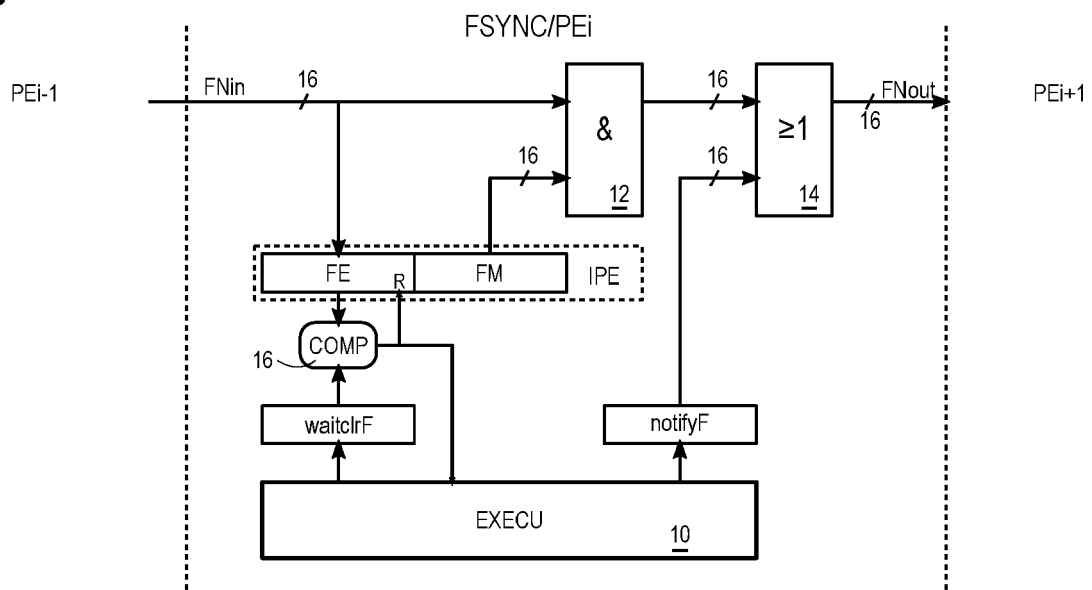 FSYNC/PEi
PEi-1
FNin
16
16
FNout
PEi+1
16
&
≥1
16
16
12
14
FE
R
FM
IPE
COMP
16
waitclrF
notifyF
EXECU
10